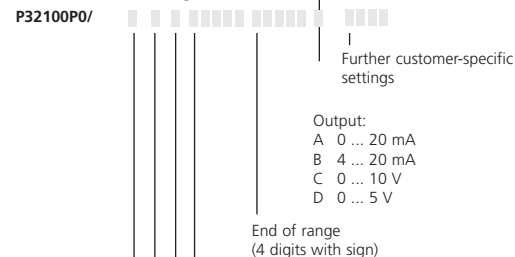 P32100P0/
Further customer-specific
settings
Output:
A 0 ... 20 mA
B 4 ... 20 mA
C 0 ... 10 V
D 0 ... 5 V
End of range
(4 digits with sign)